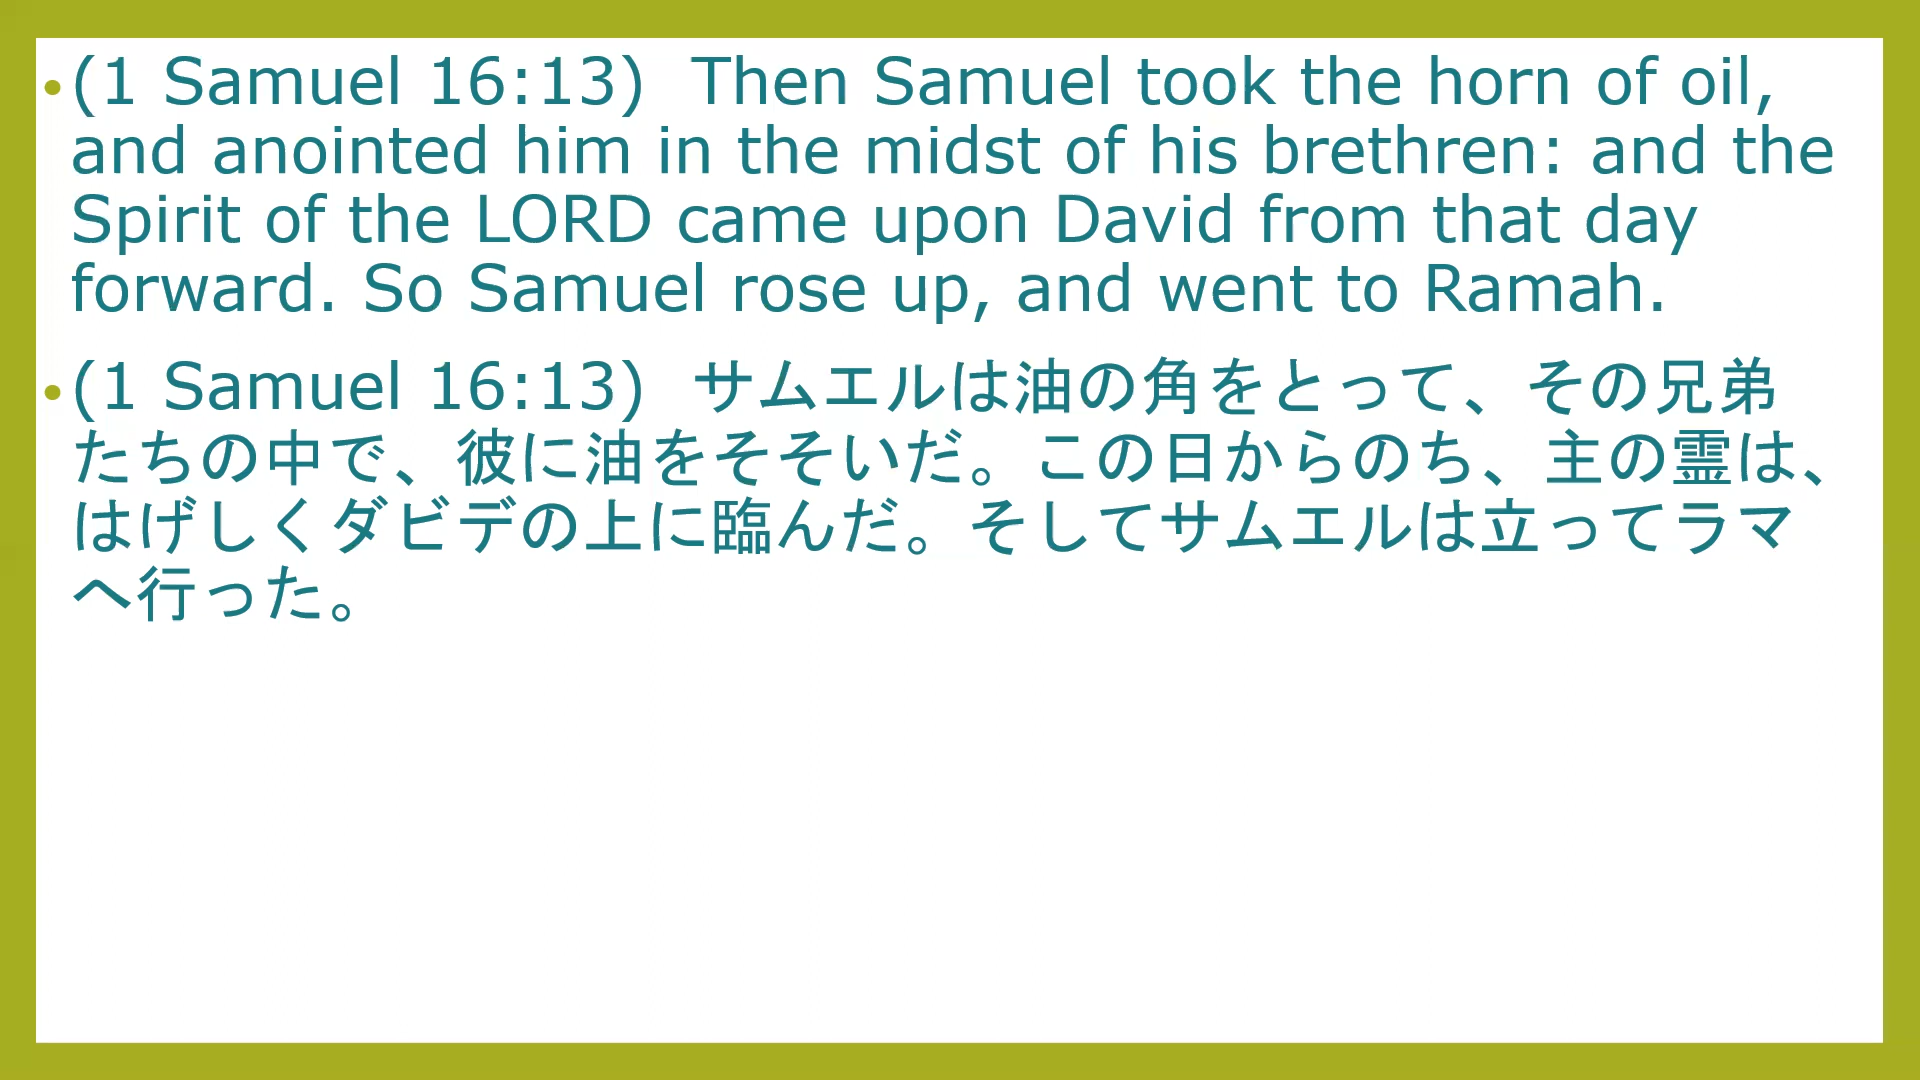 •(1 Samuel 16:13)  Then Samuel took the horn of oil,
and anointed him in the midst of his brethren: and the
Spirit of the LORD came upon David from that day
forward. So Samuel rose up, and went to Ramah.
•(1 Samuel 16:13)  サムエルは油の角をとって、その兄弟
たちの中で、彼に油をそそいだ。この日からのち、主の霊は、
はげしくダビデの上に臨んだ。そしてサムエルは立ってラマ
へ行った。